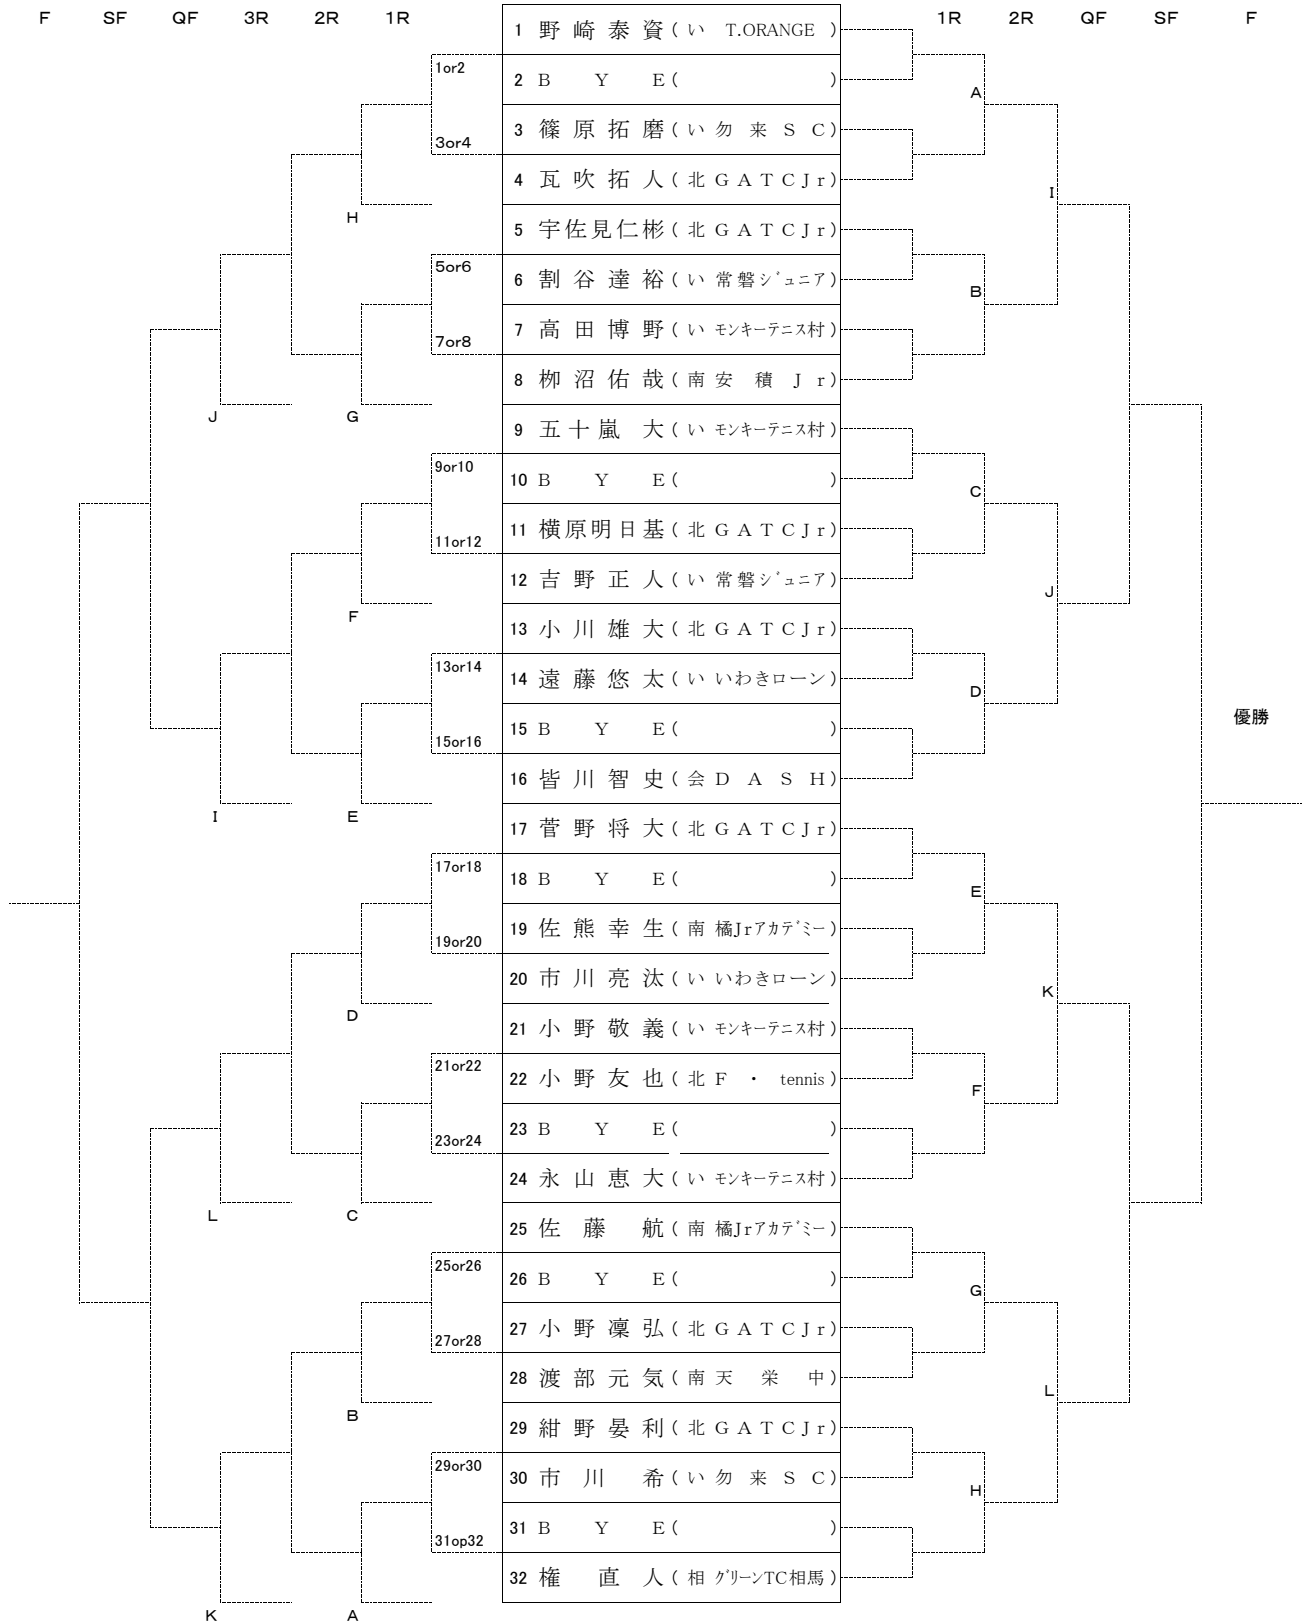 F SF QF 3R 2R 1R 1R 2R QF SF F
1 野崎泰資(い T.ORANGE )
1or2
2 B Y E( )
A
3 篠原拓磨(い 勿来SC)
3or4
4 瓦吹拓人(北 GATCJr)
I
H
5 宇佐見仁彬(北 GATCJr)
5or6
6 割谷達裕(い 常磐ジュニア)
B
7 高田博野(い モンキーテニス村)
7or8
8 栁沼佑哉(南 安積Jr)
J G
9 五十嵐 大(い モンキーテニス村)
9or10
10 B Y E( )
C
11 横原明日基(北 GATCJr)
11or12
12 吉野正人(い 常磐ジュニア)
J
F
13 小川雄大(北 GATCJr)
13or14
14 遠藤悠太(い いわきローン)
D
15 B Y E( )
優勝
15or16
16 皆川智史(会 DASH)
I E
17 菅野将大(北 GATCJr)
17or18
18 B Y E( )
E
19 佐熊幸生(南 橘Jrアカデミー)
19or20
20 市川亮汰(い いわきローン)
K
D
21 小野敬義(い モンキーテニス村)
21or22
22 小野友也(北 F・tennis)
F
23 B Y E( )
23or24
24 永山恵大(い モンキーテニス村)
L C
25 佐藤 航(南 橘Jrアカデミー)
25or26
26 B Y E( )
G
27 小野凜弘(北 GATCJr)
27or28
28 渡部元気(南 天栄中)
L
B
29 紺野晏利(北 GATCJr)
29or30
30 市川 希(い 勿来SC)
H
31 B Y E( )
31op32
32 権 直人(相 グリーンTC相馬)
K A